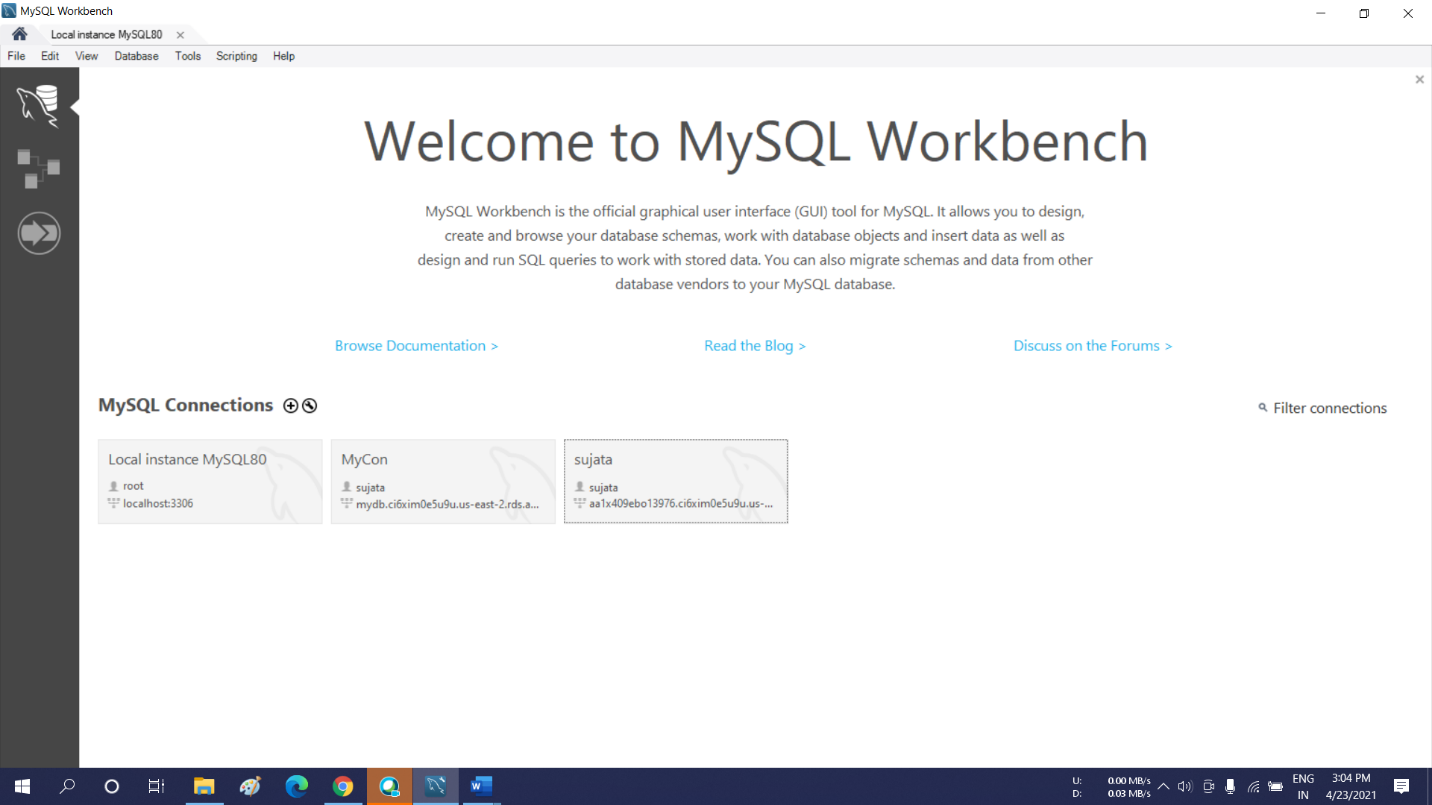 MySQL Workbench
Local instance MySQL80
File Edit View Database Tools Scripting Help
Welcome to MySQL Workbench
MySQL Workbench is the official graphical user interface (GUI) tool for MySQL. It allows you to design,
create and browse your database schemas, work with database objects and insert data as well as
design and run SQL queries to work with stored data. You can also migrate schemas and data from other
database vendors to your MySQL database.
Browse Documentation > Read the Blog > Discuss on the Forums >
MySQL Connections
Filter connections
Local instance MySQL80
root
localhost:3306
MyCon
sujata
mydb.ci6xim0e5u9u.us-east-2.rds.a...
sujata
sujata
aa1x409ebo13976.ci6xim0e5u9u.us-...
U: 0.00 MB/s
D: 0.03 MB/s
ENG
IN
3:04 PM
4/23/2021